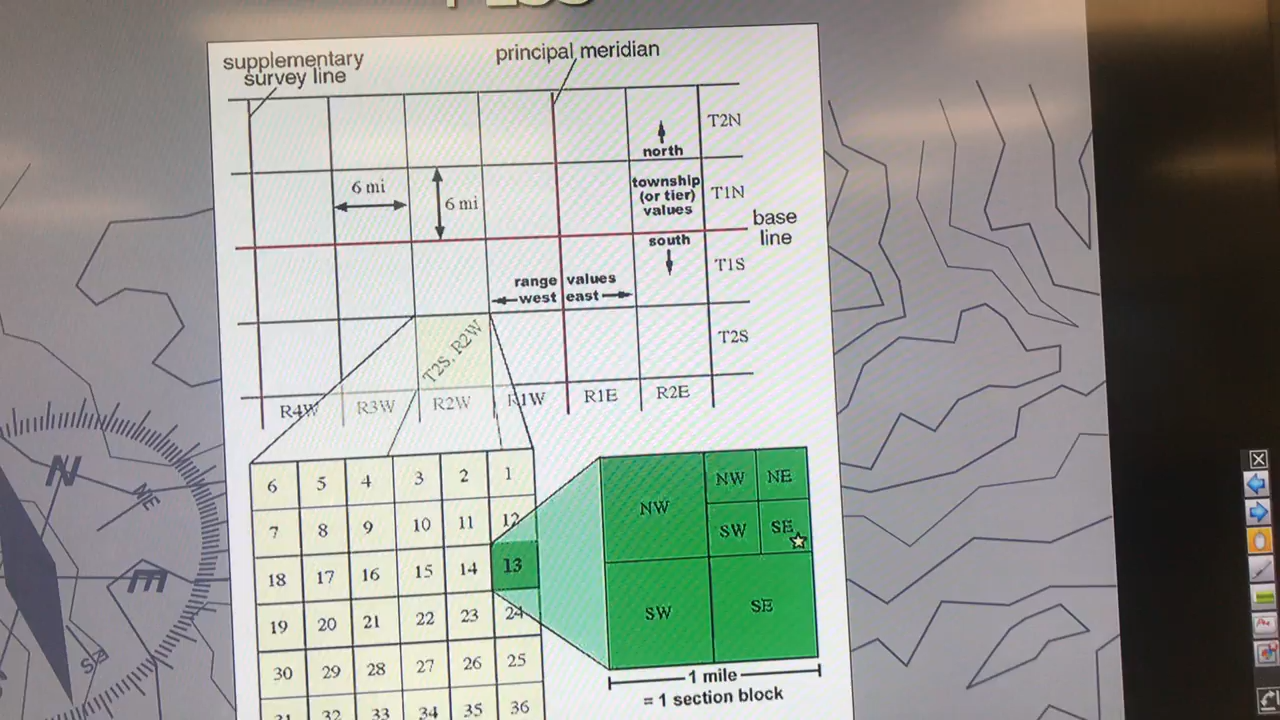 supplementary
survey line
principal meridian
T2N
north
6 mi
6 mi
township
(or tier)
values
T1N
base
line
south
T1S
range values
west east
T2S, R2W
T2S
R4W R3W R2W R1W R1E R2E
6 5 4 3 2 1
7 8 9 10 11 12
18 17 16 15 14 13
19 20 21 22 23 24
30 29 28 27 26 25
31 32 33 34 35 36
NW
NW NE
SW SE
SW SE
1 mile
= 1 section block
N
NE
E